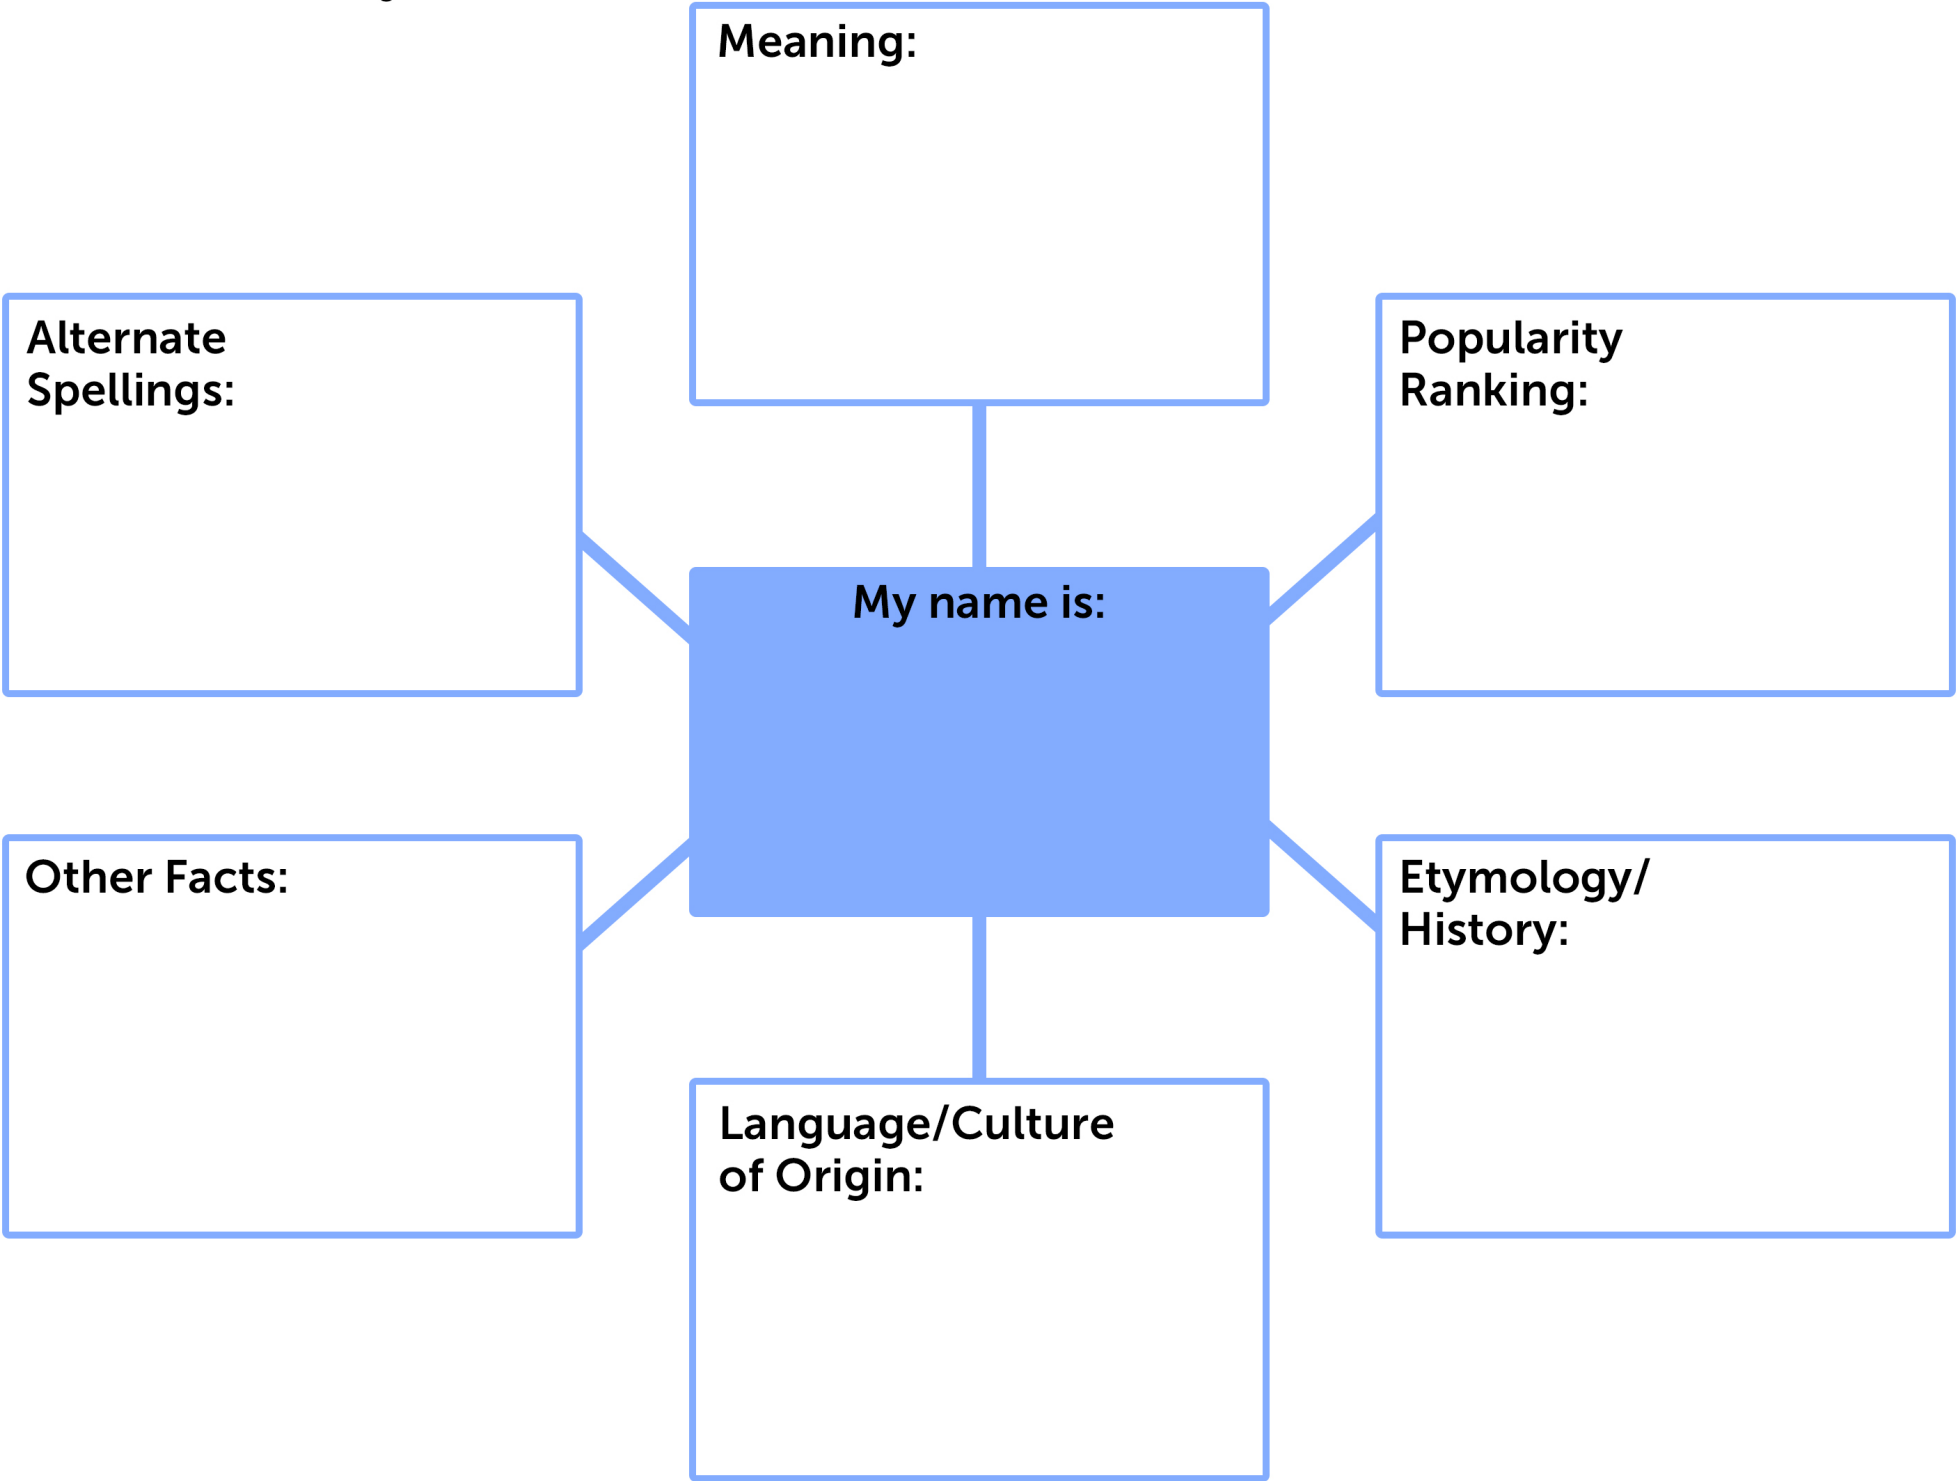 Meaning:
Alternate
Spellings:
Popularity
Ranking:
My name is:
Other Facts:
Etymology/
History:
Language/Culture
of Origin: